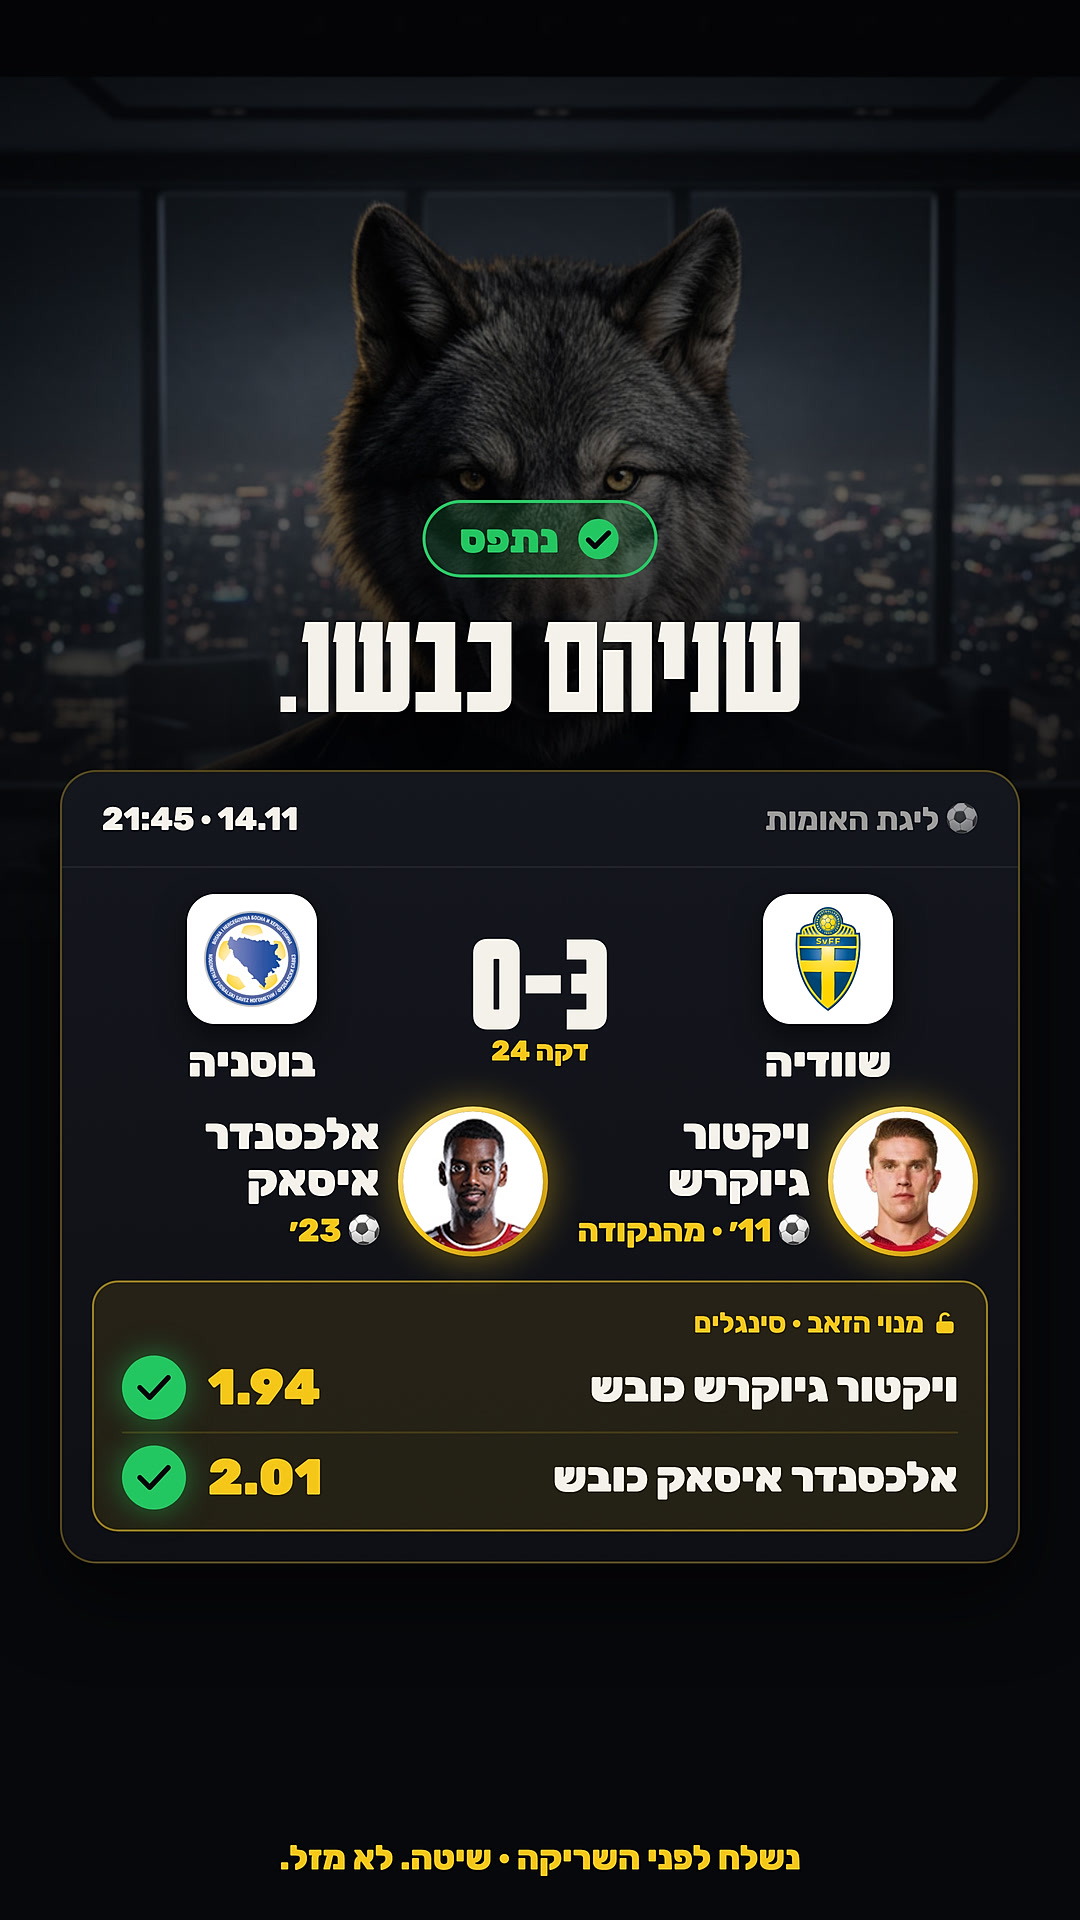 נתפס
שניהם כבשו.
ליגת האומות 14.11 • 21:45
SvFF
3-0
דקה 24
שוודיה
בוסניה
ויקטור
גיוקרש
11' • מהנקודה
אלכסנדר
איסאק
23'
מנוי הזאב • סינגלים
ויקטור גיוקרש כובש 1.94
אלכסנדר איסאק כובש 2.01
נשלח לפני השריקה • שיטה. לא מזל.